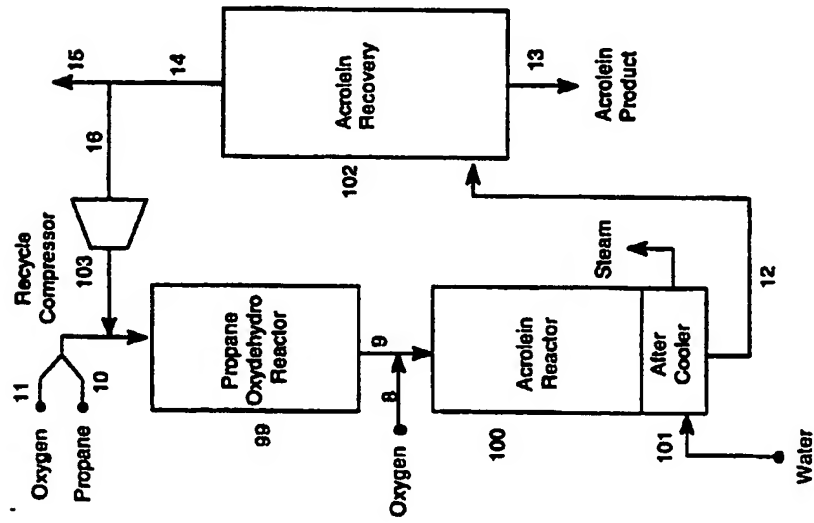 Oxygen
11
Propane
10
Recycle
Compressor
103
16
15
14
99
Propane
Oxydehydro
Reactor
9
8
Oxygen
100
Acrolein
Reactor
After
Cooler
Steam
101
Water
12
102
Acrolein
Recovery
13
Acrolein
Product